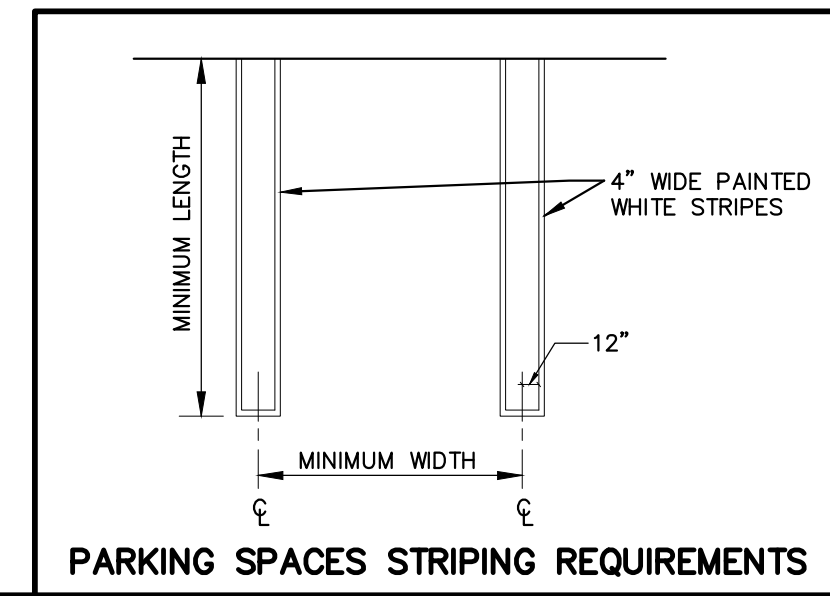 MINIMUM LENGTH
4” WIDE PAINTED
WHITE STRIPES
12”
MINIMUM WIDTH
℄ ℄
PARKING SPACES STRIPING REQUIREMENTS